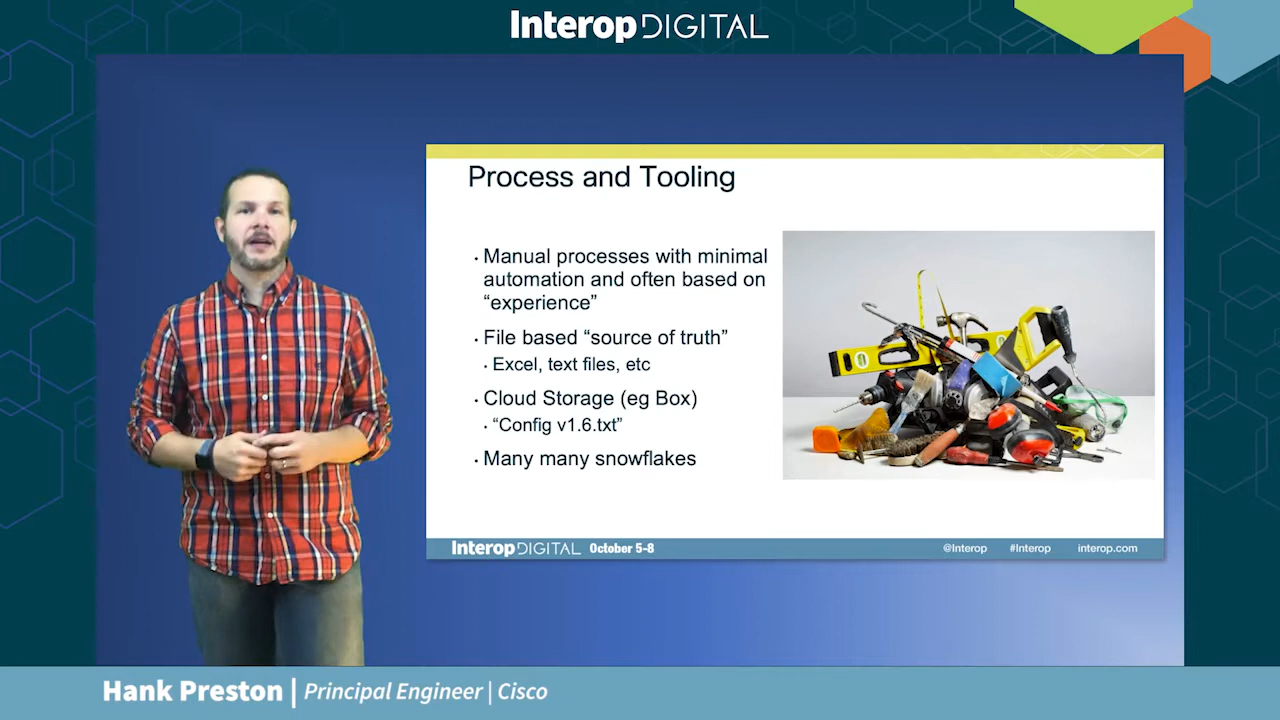 Interop DIGITAL
Process and Tooling
· Manual processes with minimal
automation and often based on
“experience”
· File based “source of truth”
· Excel, text files, etc
· Cloud Storage (eg Box)
· “Config v1.6.txt”
· Many many snowflakes
Interop DIGITAL October 5-8 @Interop #Interop interop.com
Hank Preston | Principal Engineer | Cisco